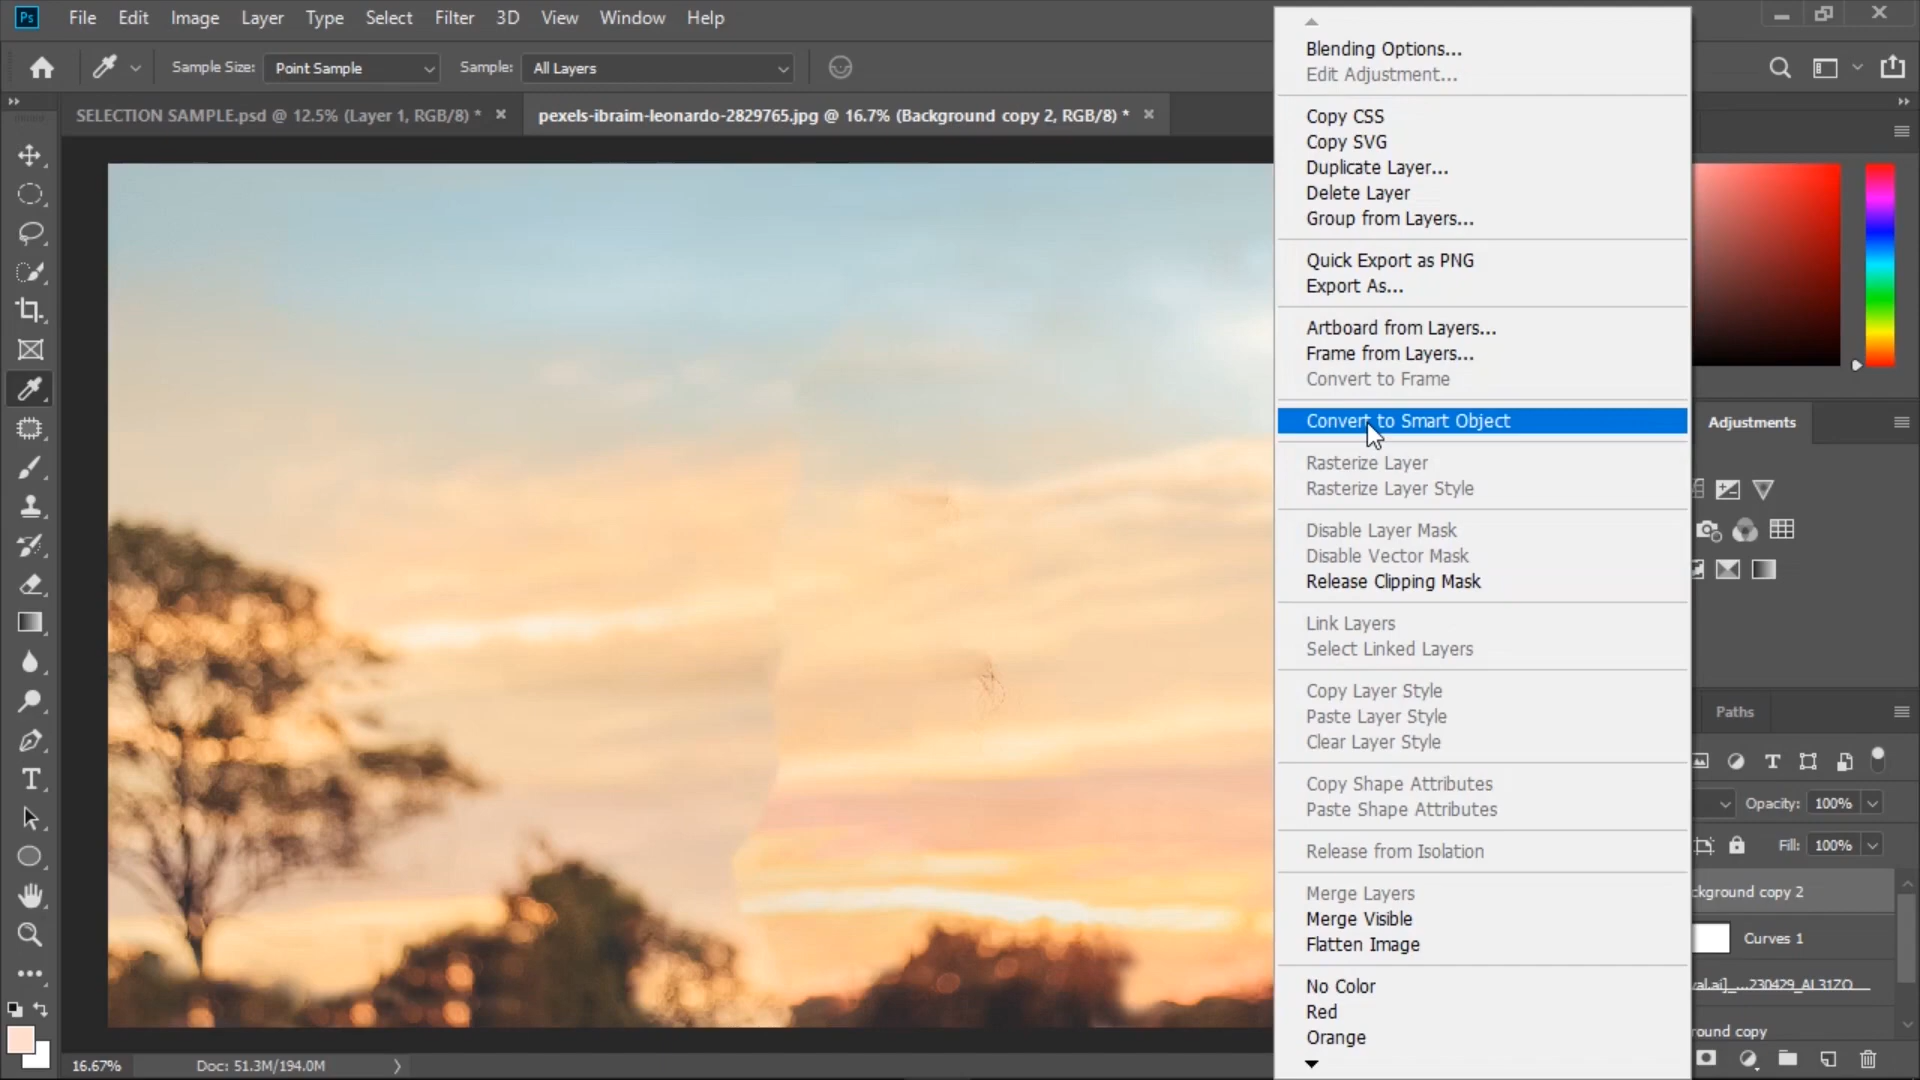 Ps File Edit Image Layer Type Select Filter 3D View Window Help
Sample Size: Point Sample Sample: All Layers
SELECTION SAMPLE.psd @ 12.5% (Layer 1, RGB/8) *
pexels-ibraim-leonardo-2829765.jpg @ 16.7% (Background copy 2, RGB/8) *
Blending Options...
Edit Adjustment...
Copy CSS
Copy SVG
Duplicate Layer...
Delete Layer
Group from Layers...
Quick Export as PNG
Export As...
Artboard from Layers...
Frame from Layers...
Convert to Frame
Convert to Smart Object
Rasterize Layer
Rasterize Layer Style
Disable Layer Mask
Disable Vector Mask
Release Clipping Mask
Link Layers
Select Linked Layers
Copy Layer Style
Paste Layer Style
Clear Layer Style
Copy Shape Attributes
Paste Shape Attributes
Release from Isolation
Merge Layers
Merge Visible
Flatten Image
No Color
Red
Orange
Adjustments
Paths
Opacity: 100%
Fill: 100%
ckground copy 2
Curves 1
val.ai]_...230429_AL31ZO
round copy
16.67% Doc: 51.3M/194.0M